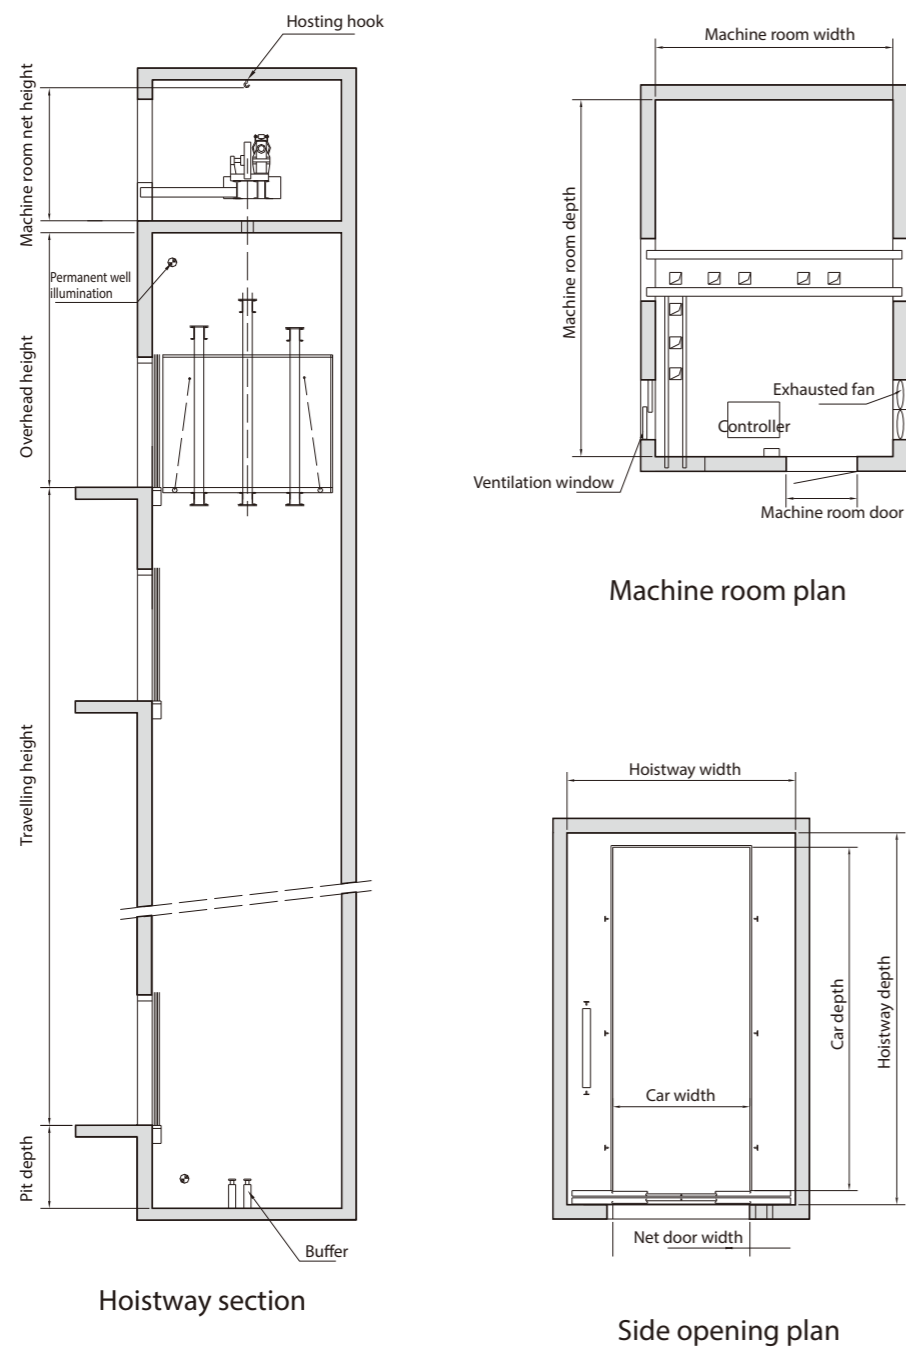 Hosting hook
Machine room net height
Permanent well
illumination
Overhead height
Travelling height
Pit depth
Buffer
Hoistway section
Machine room width
Machine room depth
Exhausted fan
Controller
Ventilation window
Machine room door
Machine room plan
Hoistway width
Car depth
Hoistway depth
Car width
Net door width
Side opening plan